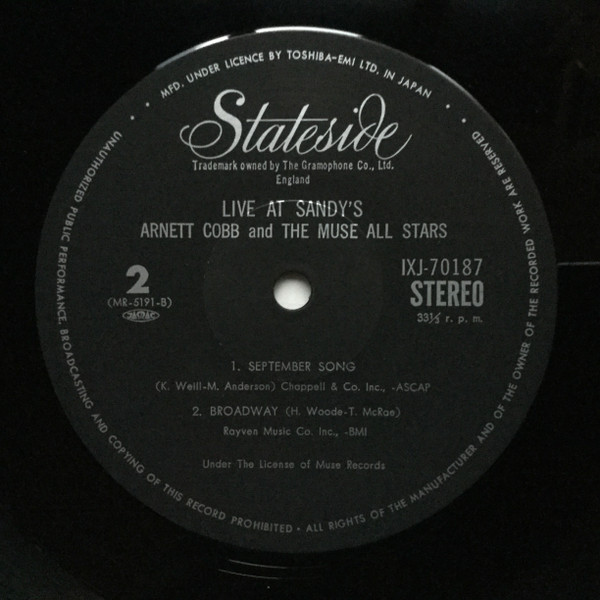 MFD. UNDER LICENCE BY TOSHIBA-EMI LTD. IN JAPAN
Stateside
Trademark owned by The Gramophone Co., Ltd.
England
LIVE AT SANDY'S
ARNETT COBB and THE MUSE ALL STARS
2
(MR-5191-B)
IXJ-70187
STEREO
33⅓ r. p. m.
1. SEPTEMBER SONG
(K. Weill-M. Anderson) Chappell & Co. Inc., -ASCAP
2. BROADWAY (H. Woode-T. McRae)
Rayven Music Co. Inc., -BMI
Under The License of Muse Records
UNAUTHORIZED PUBLIC PERFORMANCE, BROADCASTING AND COPYING OF THIS RECORD PROHIBITED · ALL RIGHTS OF THE MANUFACTURER AND OF THE OWNER OF THE RECORDED WORK ARE RESERVED